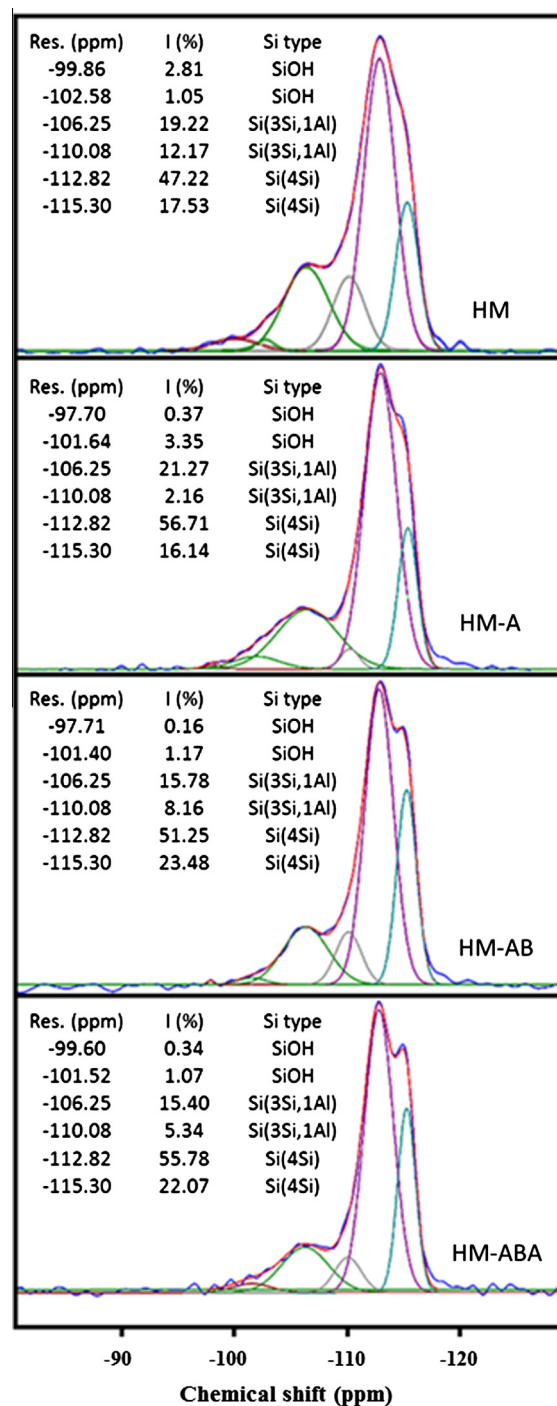 Res. (ppm) I (%) Si type
-99.86 2.81 SiOH
-102.58 1.05 SiOH
-106.25 19.22 Si(3Si,1Al)
-110.08 12.17 Si(3Si,1Al)
-112.82 47.22 Si(4Si)
-115.30 17.53 Si(4Si)
HM
Res. (ppm) I (%) Si type
-97.70 0.37 SiOH
-101.64 3.35 SiOH
-106.25 21.27 Si(3Si,1Al)
-110.08 2.16 Si(3Si,1Al)
-112.82 56.71 Si(4Si)
-115.30 16.14 Si(4Si)
HM-A
Res. (ppm) I (%) Si type
-97.71 0.16 SiOH
-101.40 1.17 SiOH
-106.25 15.78 Si(3Si,1Al)
-110.08 8.16 Si(3Si,1Al)
-112.82 51.25 Si(4Si)
-115.30 23.48 Si(4Si)
HM-AB
Res. (ppm) I (%) Si type
-99.60 0.34 SiOH
-101.52 1.07 SiOH
-106.25 15.40 Si(3Si,1Al)
-110.08 5.34 Si(3Si,1Al)
-112.82 55.78 Si(4Si)
-115.30 22.07 Si(4Si)
HM-ABA
-90 -100 -110 -120
Chemical shift (ppm)